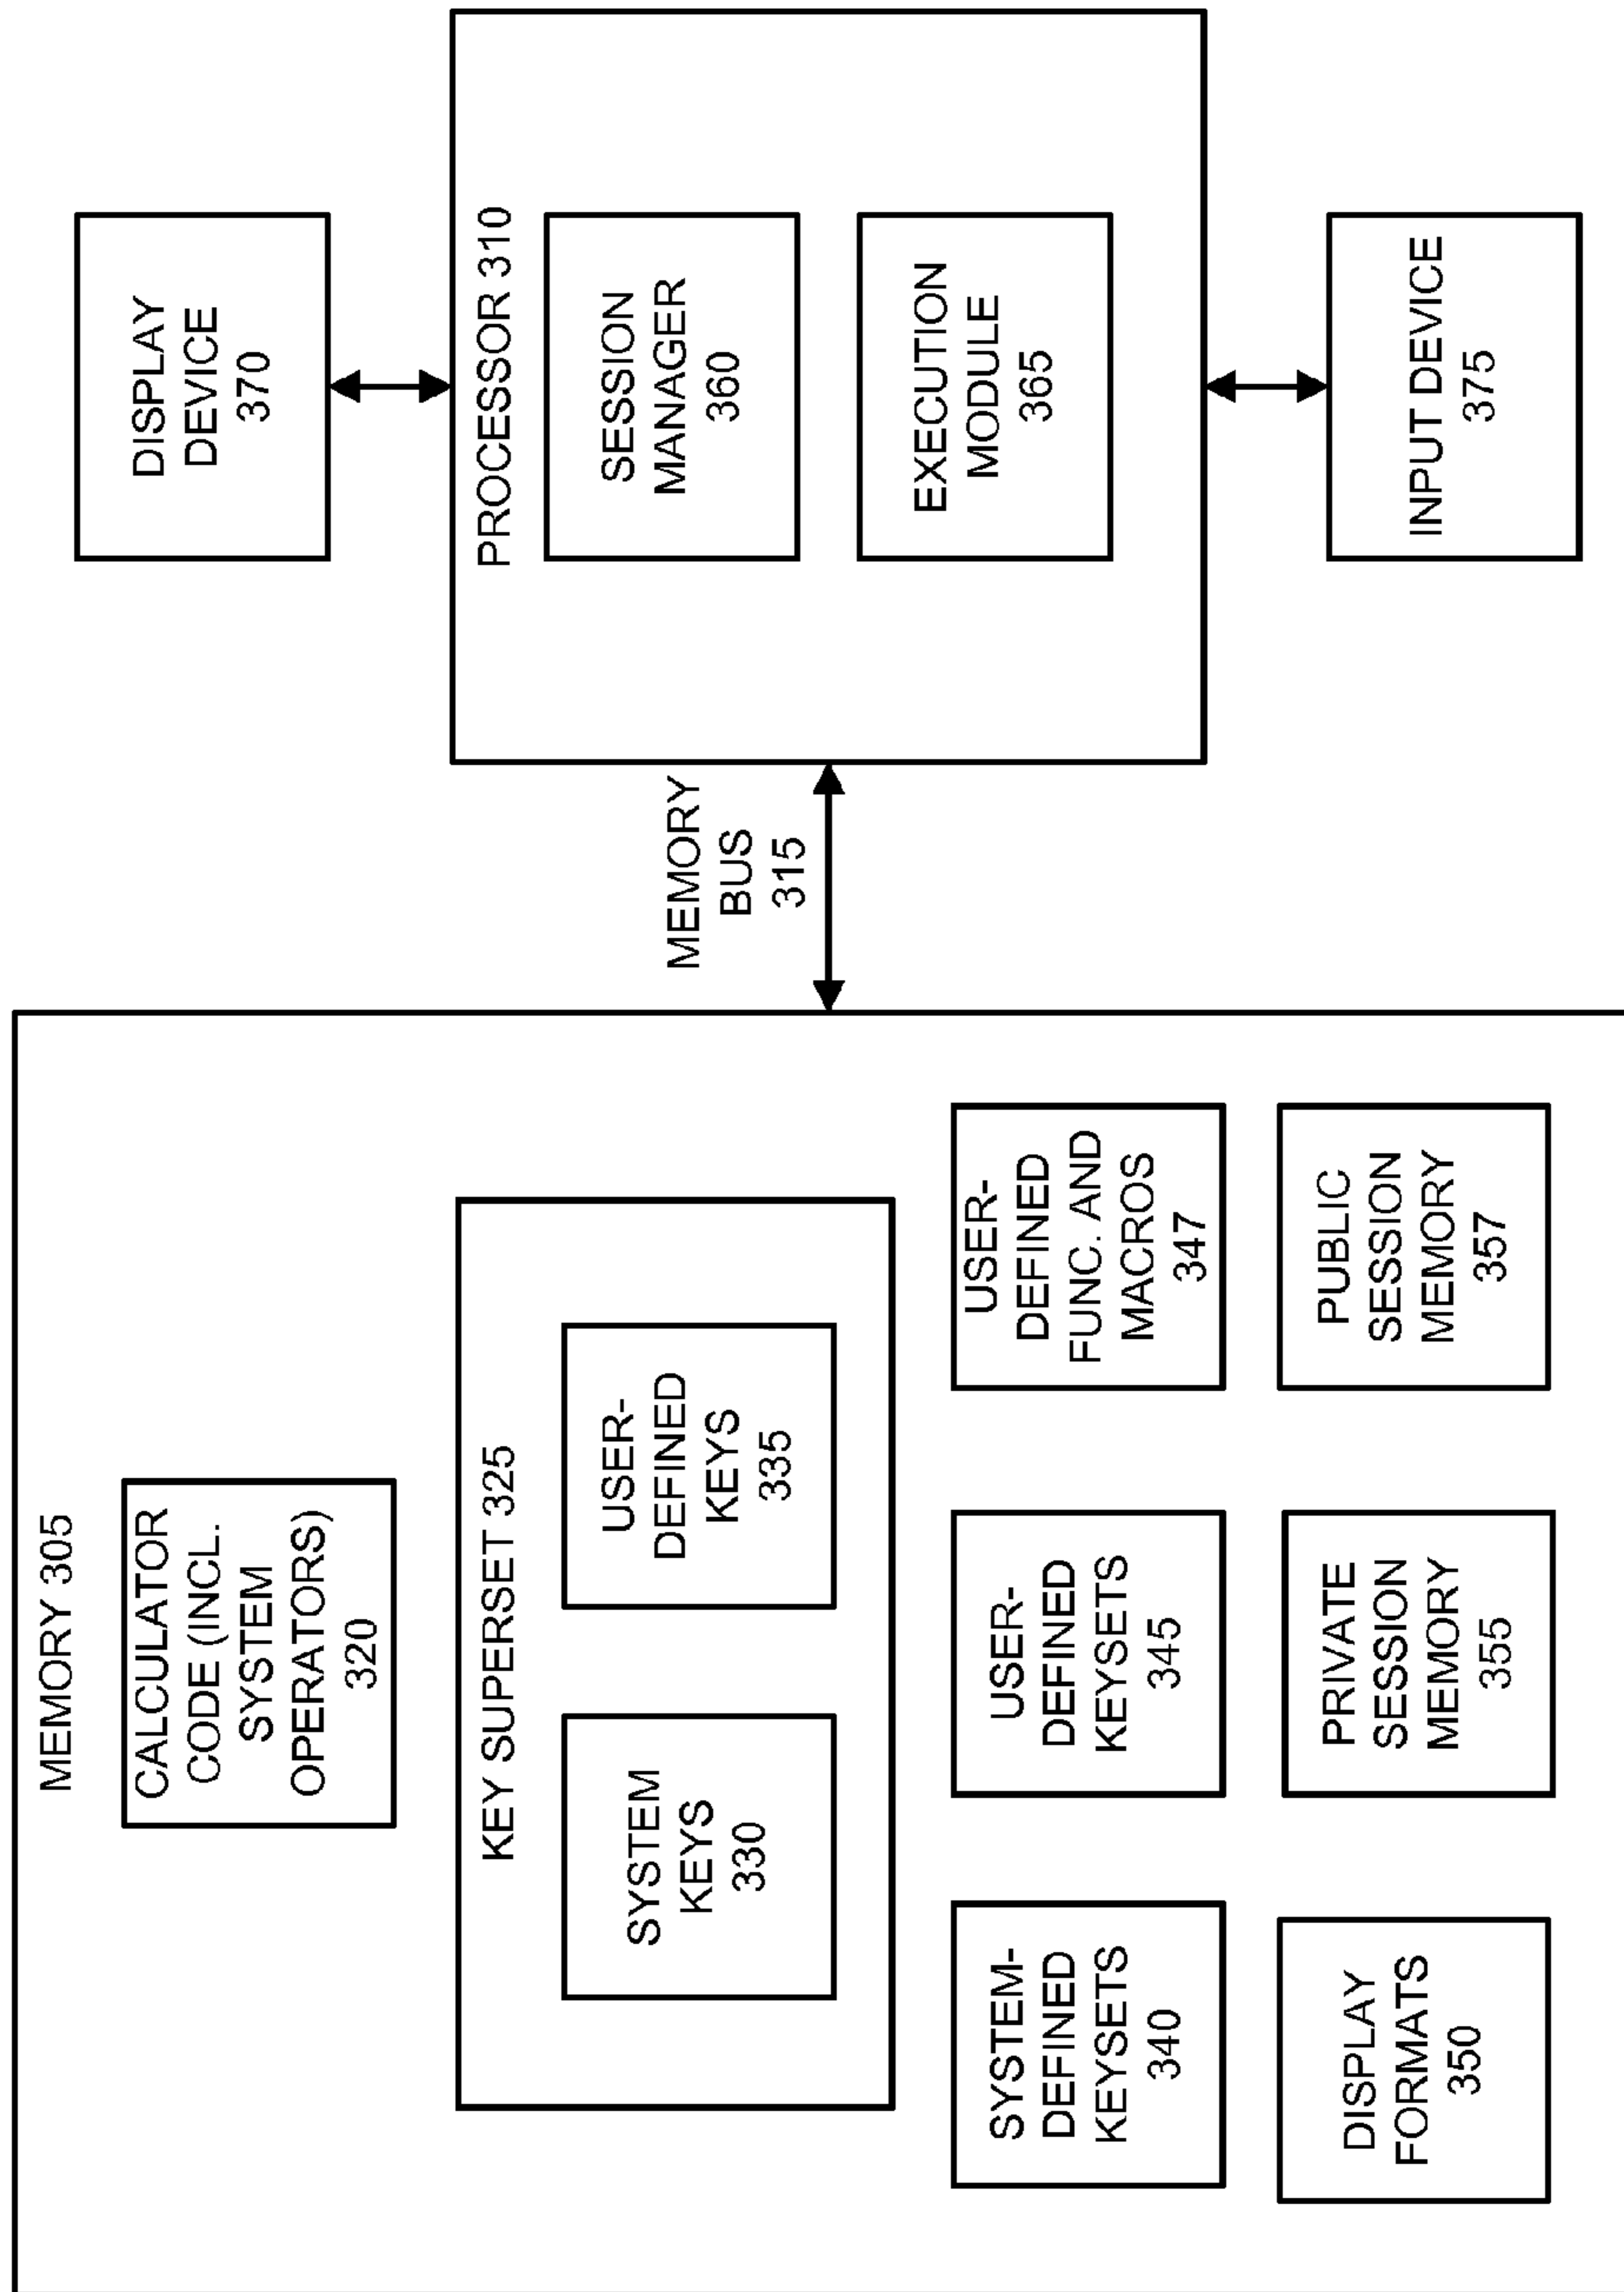 MEMORY 305
CALCULATOR
CODE (INCL.
SYSTEM
OPERATORS)
320
KEY SUPERSET 325
SYSTEM
KEYS
330
USER-
DEFINED
KEYS
335
SYSTEM-
DEFINED
KEYSETS
340
USER-
DEFINED
KEYSETS
345
USER-
DEFINED
FUNC. AND
MACROS
347
DISPLAY
FORMATS
350
PRIVATE
SESSION
MEMORY
355
PUBLIC
SESSION
MEMORY
357
MEMORY
BUS
315
DISPLAY
DEVICE
370
PROCESSOR 310
SESSION
MANAGER
360
EXECUTION
MODULE
365
INPUT DEVICE
375